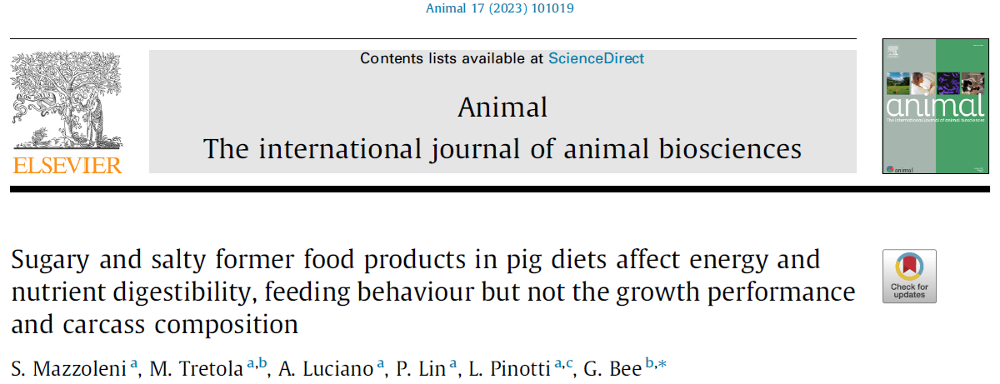 Animal 17 (2023) 101019
Contents lists available at ScienceDirect
Animal
The international journal of animal biosciences
ELSEVIER
animal
The international journal of animal biosciences
animal
Sugary and salty former food products in pig diets affect energy and
nutrient digestibility, feeding behaviour but not the growth performance
and carcass composition
Check for
updates
S. Mazzoleni a, M. Tretola a,b, A. Luciano a, P. Lin a, L. Pinotti a,c, G. Bee b,*